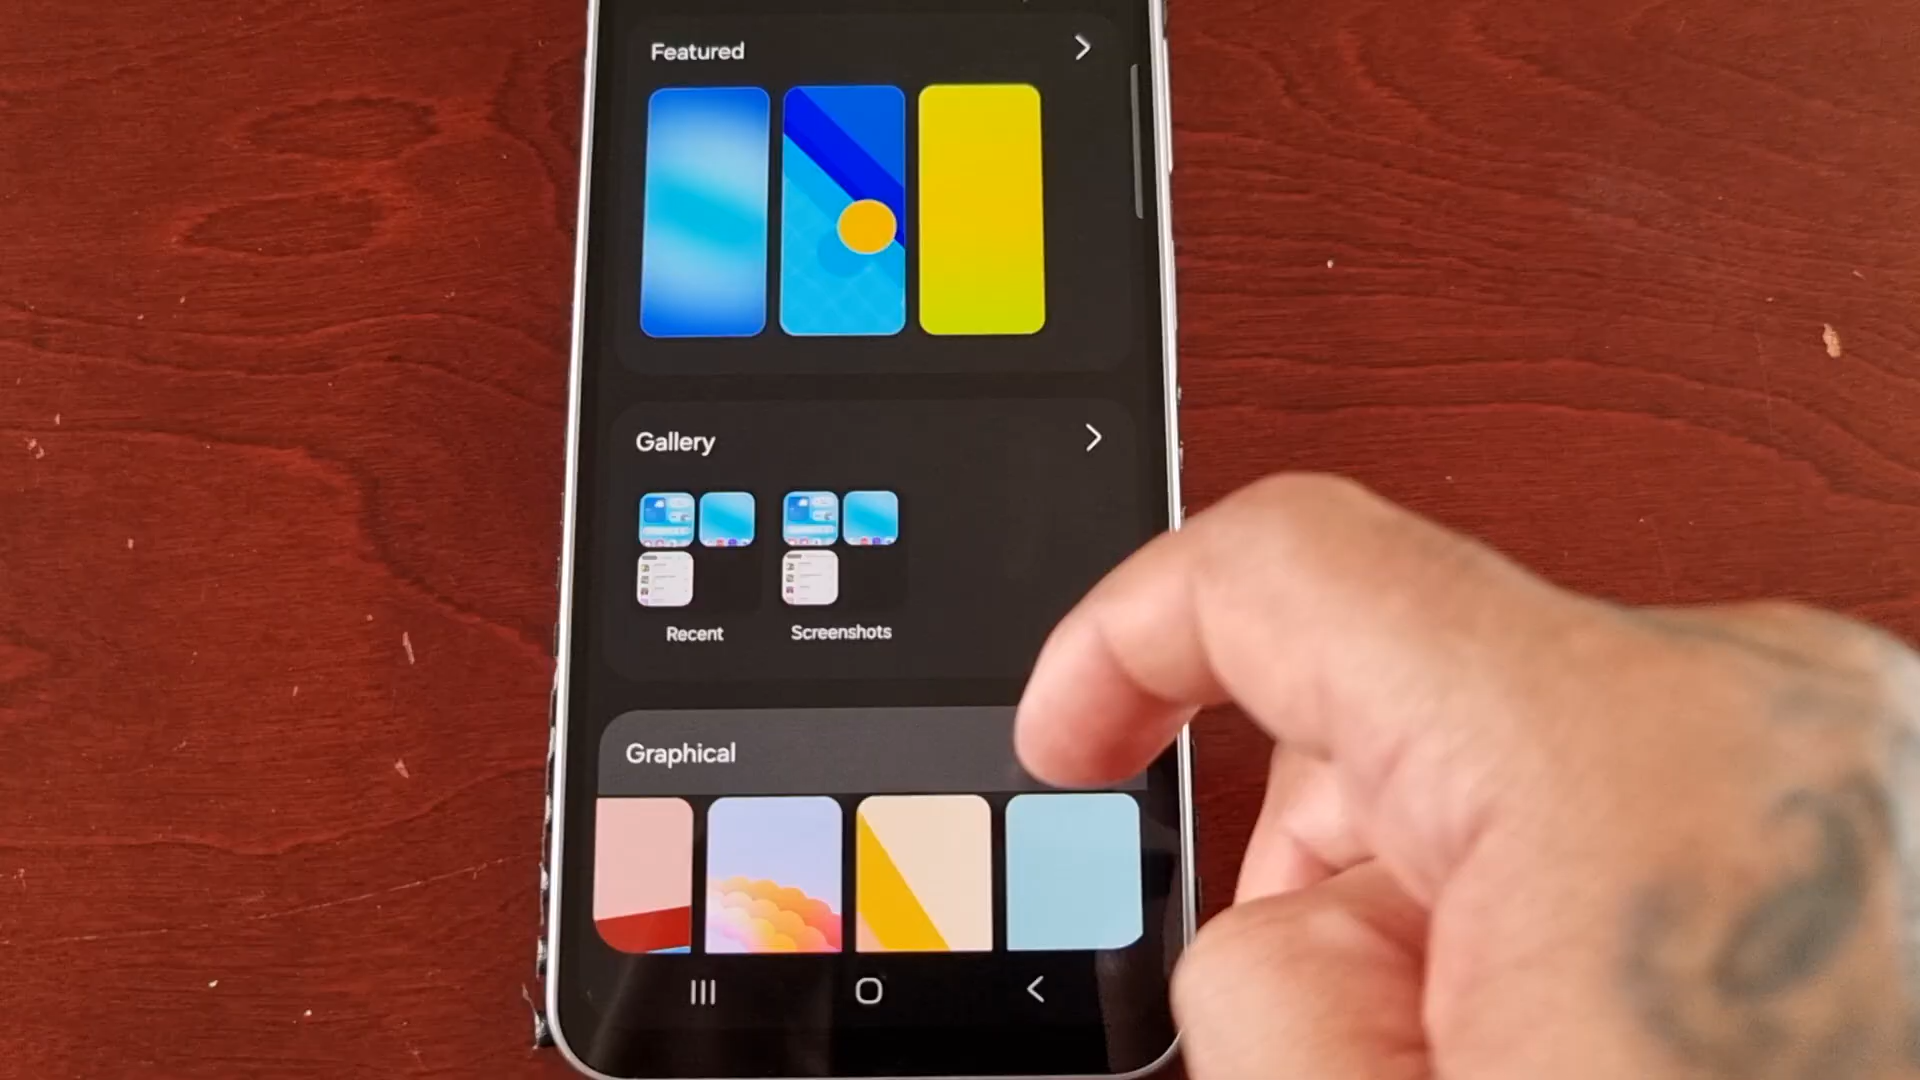 Featured
Gallery
Recent
Screenshots
Graphical